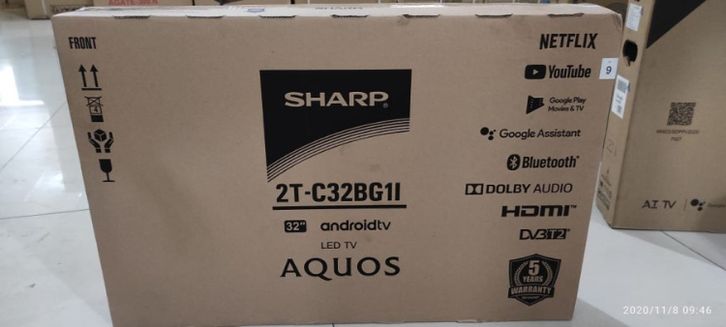 FRONT
SHARP
2T-C32BG1I
32" androidtv
LED TV
AQUOS
NETFLIX
YouTube
9
Google Play
Movies & TV
Google Assistant
Bluetooth
DOLBY AUDIO
HDMI
DVB-T2
5
YEARS
WARRANTY
AI TV
2020/11/8 09:46